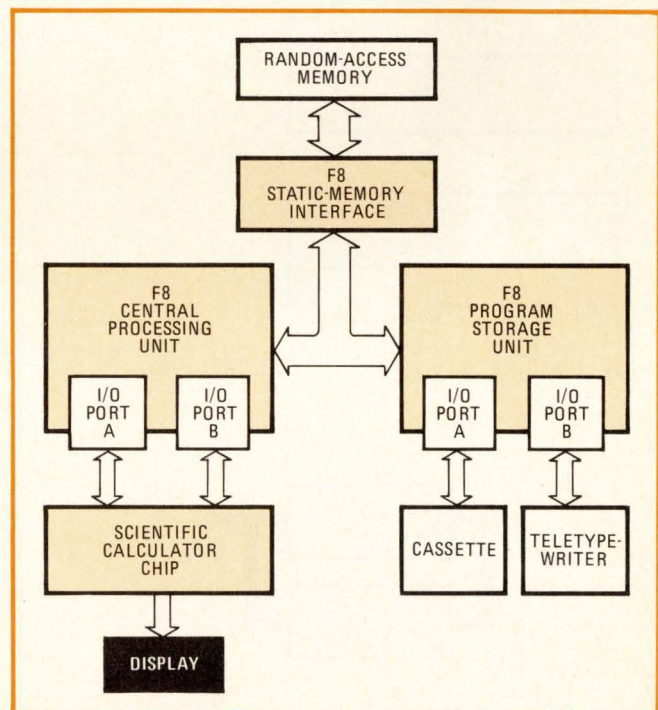 RANDOM-ACCESS
MEMORY
F8
STATIC-MEMORY
INTERFACE
F8
CENTRAL
PROCESSING
UNIT
I/O
PORT
A
I/O
PORT
B
F8
PROGRAM
STORAGE
UNIT
I/O
PORT
A
I/O
PORT
B
SCIENTIFIC
CALCULATOR
CHIP
CASSETTE
TELETYPE-
WRITER
DISPLAY